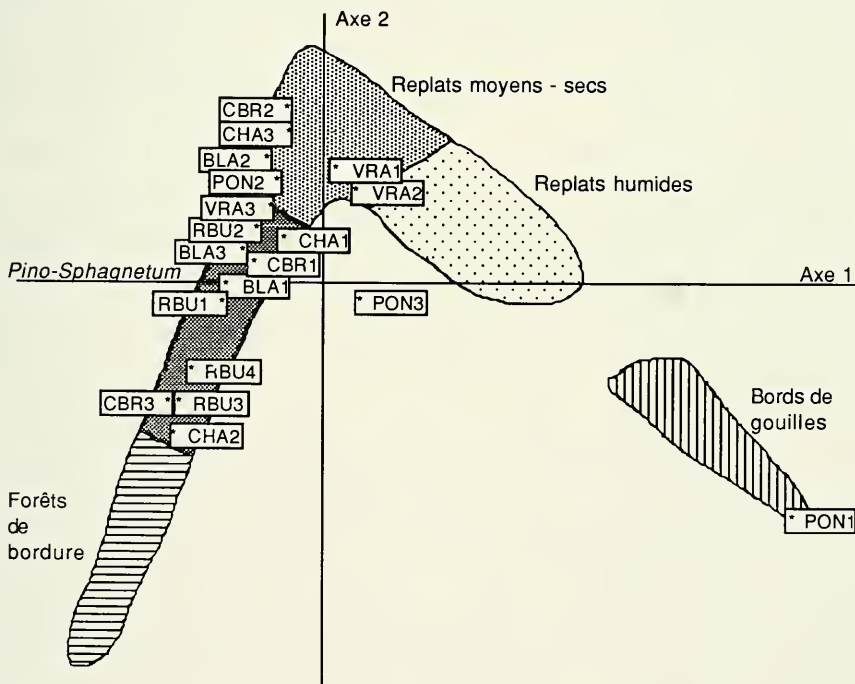 Axe 2
Replats moyens - secs
CBR2 *
CHA3 *
BLA2 *
* VRA1
PON2 *
* VRA2
Replats humides
VRA3 *
RBU2 *
* CHA1
BLA3 *
* CBR1
Pino-Sphagnetum
Axe 1
* BLA1
RBU1 *
* PON3
* RBU4
CBR3 *
* RBU3
Bords de
gouilles
* CHA2
Forêts
de
bordure
* PON1